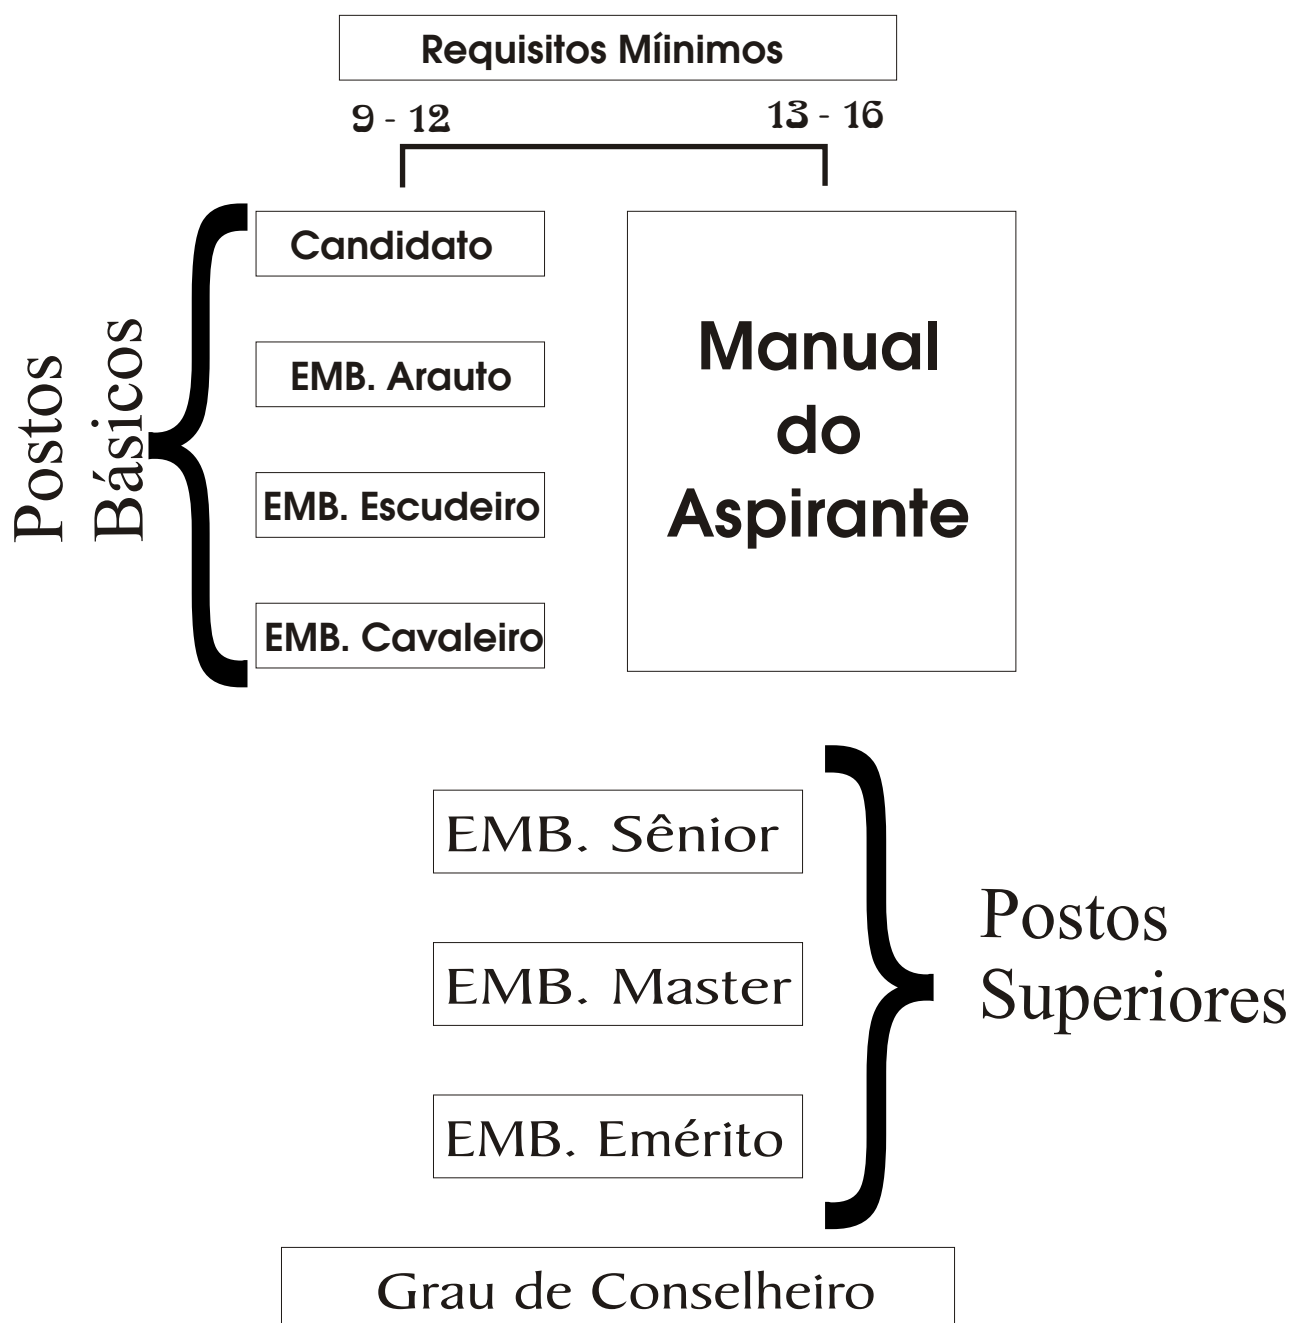 Requisitos Míinimos
9 - 12
13 - 16
Postos
Básicos
Candidato
EMB. Arauto
EMB. Escudeiro
EMB. Cavaleiro
Manual
do
Aspirante
EMB. Sênior
EMB. Master
EMB. Emérito
Postos
Superiores
Grau de Conselheiro